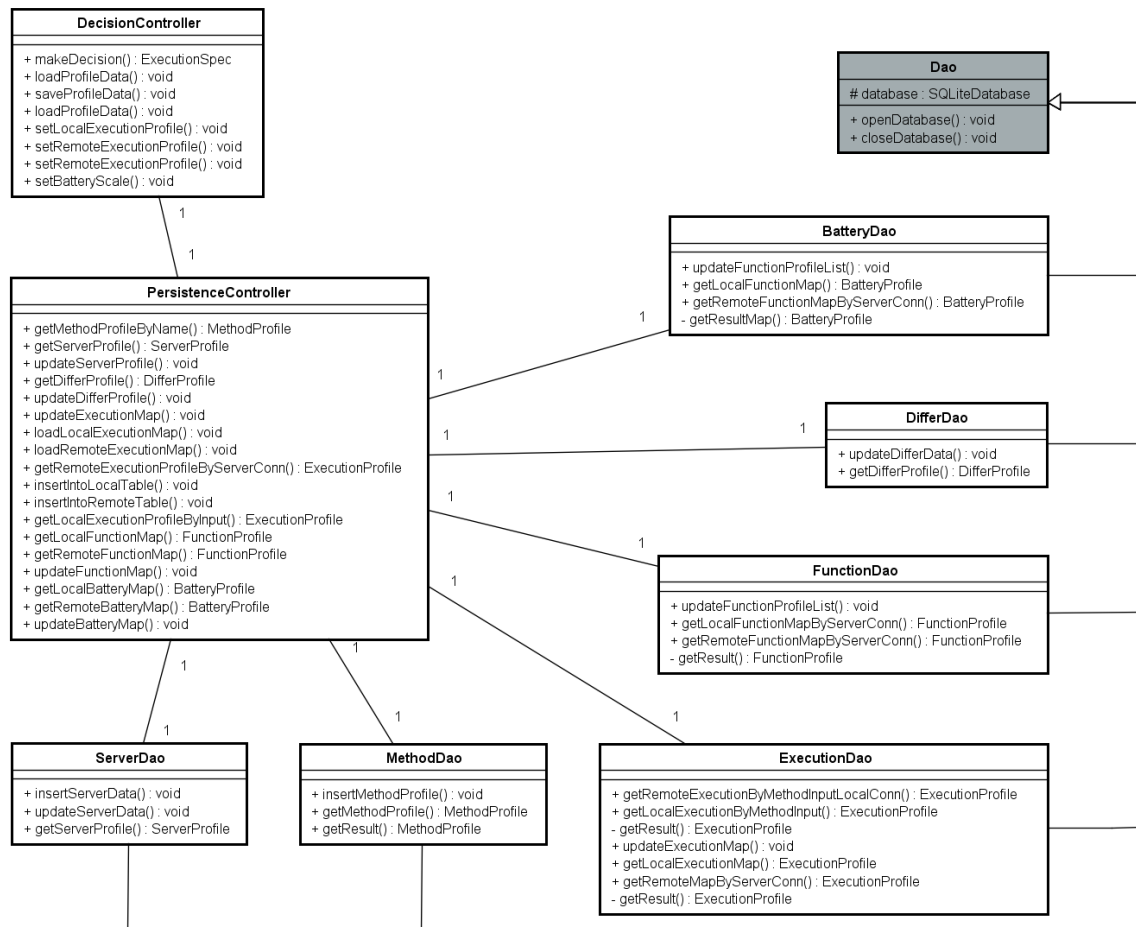 DecisionController
+ makeDecision() : ExecutionSpec
+ loadProfileData() : void
+ saveProfileData() : void
+ loadProfileData() : void
+ setLocalExecutionProfile() : void
+ setRemoteExecutionProfile() : void
+ setRemoteExecutionProfile() : void
+ setBatteryScale() : void
Dao
# database : SQLiteDatabase
+ openDatabase() : void
+ closeDatabase() : void
1
1
PersistenceController
+ getMethodProfileByName() : MethodProfile
+ getServerProfile() : ServerProfile
+ updateServerProfile() : void
+ getDifferProfile() : DifferProfile
+ updateDifferProfile() : void
+ updateExecutionMap() : void
+ loadLocalExecutionMap() : void
+ loadRemoteExecutionMap() : void
+ getRemoteExecutionProfileByServerConn() : ExecutionProfile
+ insertIntoLocalTable() : void
+ insertIntoRemoteTable() : void
+ getLocalExecutionProfileByInput() : ExecutionProfile
+ getLocalFunctionMap() : FunctionProfile
+ getRemoteFunctionMap() : FunctionProfile
+ updateFunctionMap() : void
+ getLocalBatteryMap() : BatteryProfile
+ getRemoteBatteryMap() : BatteryProfile
+ updateBatteryMap() : void
BatteryDao
+ updateFunctionProfileList() : void
+ getLocalFunctionMap() : BatteryProfile
+ getRemoteFunctionMapByServerConn() : BatteryProfile
- getResultMap() : BatteryProfile
1
1
DifferDao
+ updateDifferData() : void
+ getDifferProfile() : DifferProfile
1
1
FunctionDao
+ updateFunctionProfileList() : void
+ getLocalFunctionMapByServerConn() : FunctionProfile
+ getRemoteFunctionMapByServerConn() : FunctionProfile
- getResult() : FunctionProfile
1
1
1
1
1
1
1
1
ServerDao
+ insertServerData() : void
+ updateServerData() : void
+ getServerProfile() : ServerProfile
MethodDao
+ insertMethodProfile() : void
+ getMethodProfile() : MethodProfile
+ getResult() : MethodProfile
ExecutionDao
+ getRemoteExecutionByMethodInputLocalConn() : ExecutionProfile
+ getLocalExecutionByMethodInput() : ExecutionProfile
- getResult() : ExecutionProfile
+ updateExecutionMap() : void
+ getLocalExecutionMap() : ExecutionProfile
+ getRemoteMapByServerConn() : ExecutionProfile
- getResult() : ExecutionProfile